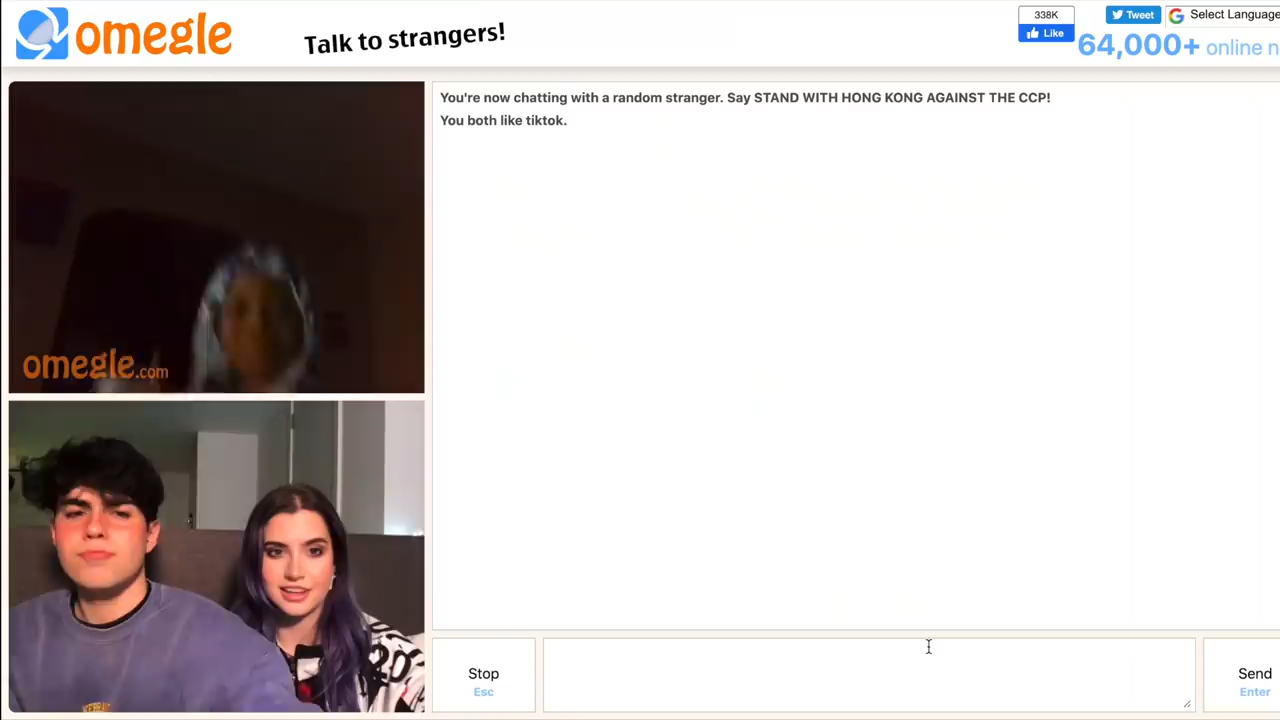 omegle
Talk to strangers!
338K
Like
Tweet
Select Language
64,000+ online n
You're now chatting with a random stranger. Say STAND WITH HONG KONG AGAINST THE CCP!
You both like tiktok.
omegle.com
20
Stop
Esc
Send
Enter